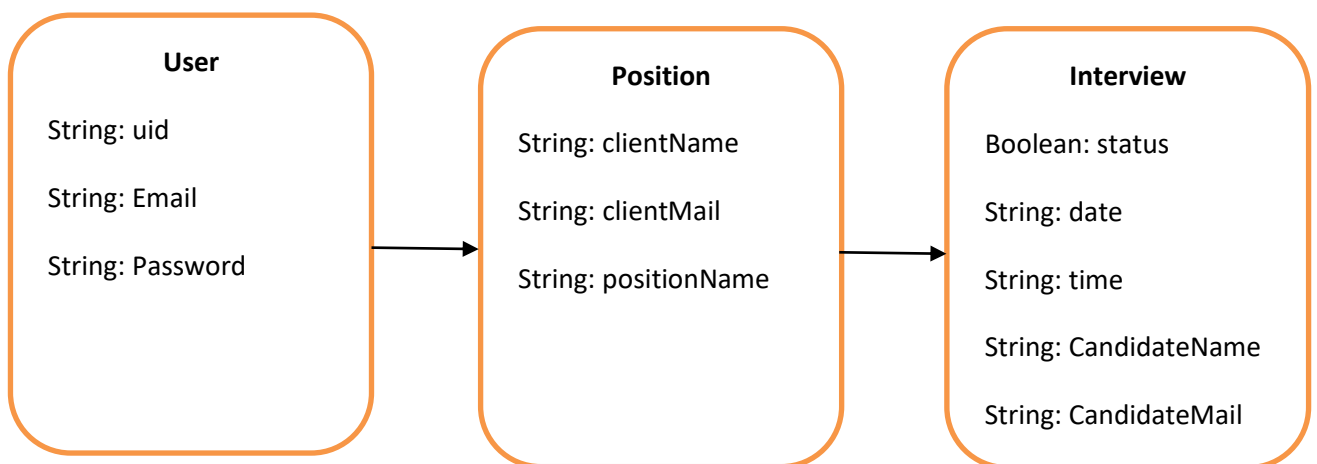 User
String: uid
String: Email
String: Password
Position
String: clientName
String: clientMail
String: positionName
Interview
Boolean: status
String: date
String: time
String: CandidateName
String: CandidateMail